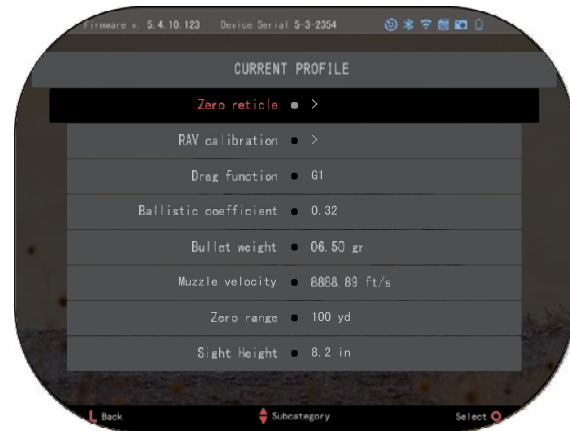 Firmware v. 5.4.10.123 Device Serial 5-3-2354
CURRENT PROFILE
Zero reticle >
RAV calibration >
Drag function G1
Ballistic coefficient 0.32
Bullet weight 06.50 gr
Muzzle velocity 8888.89 ft/s
Zero range 100 yd
Sight Height 8.2 in
Back Subcategory Select